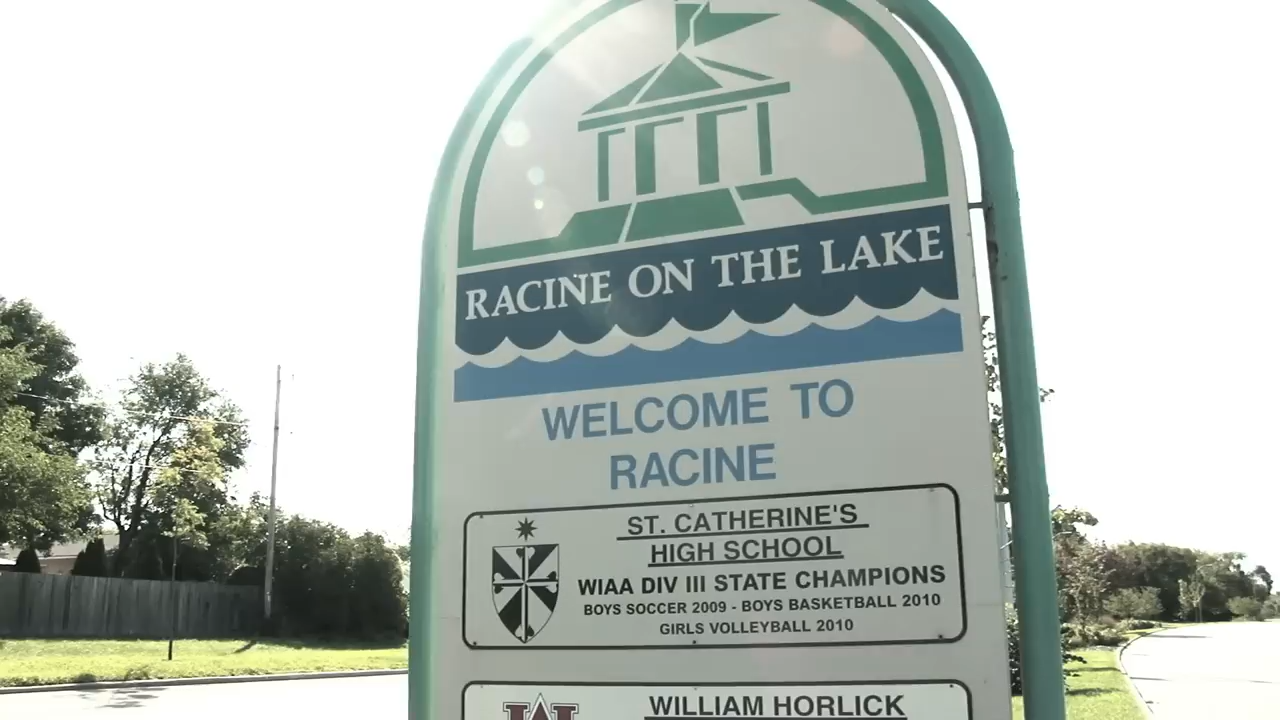 RACINE ON THE LAKE
WELCOME TO
RACINE
ST. CATHERINE'S
HIGH SCHOOL
WIAA DIV III STATE CHAMPIONS
BOYS SOCCER 2009 - BOYS BASKETBALL 2010
GIRLS VOLLEYBALL 2010
WILLIAM HORLICK